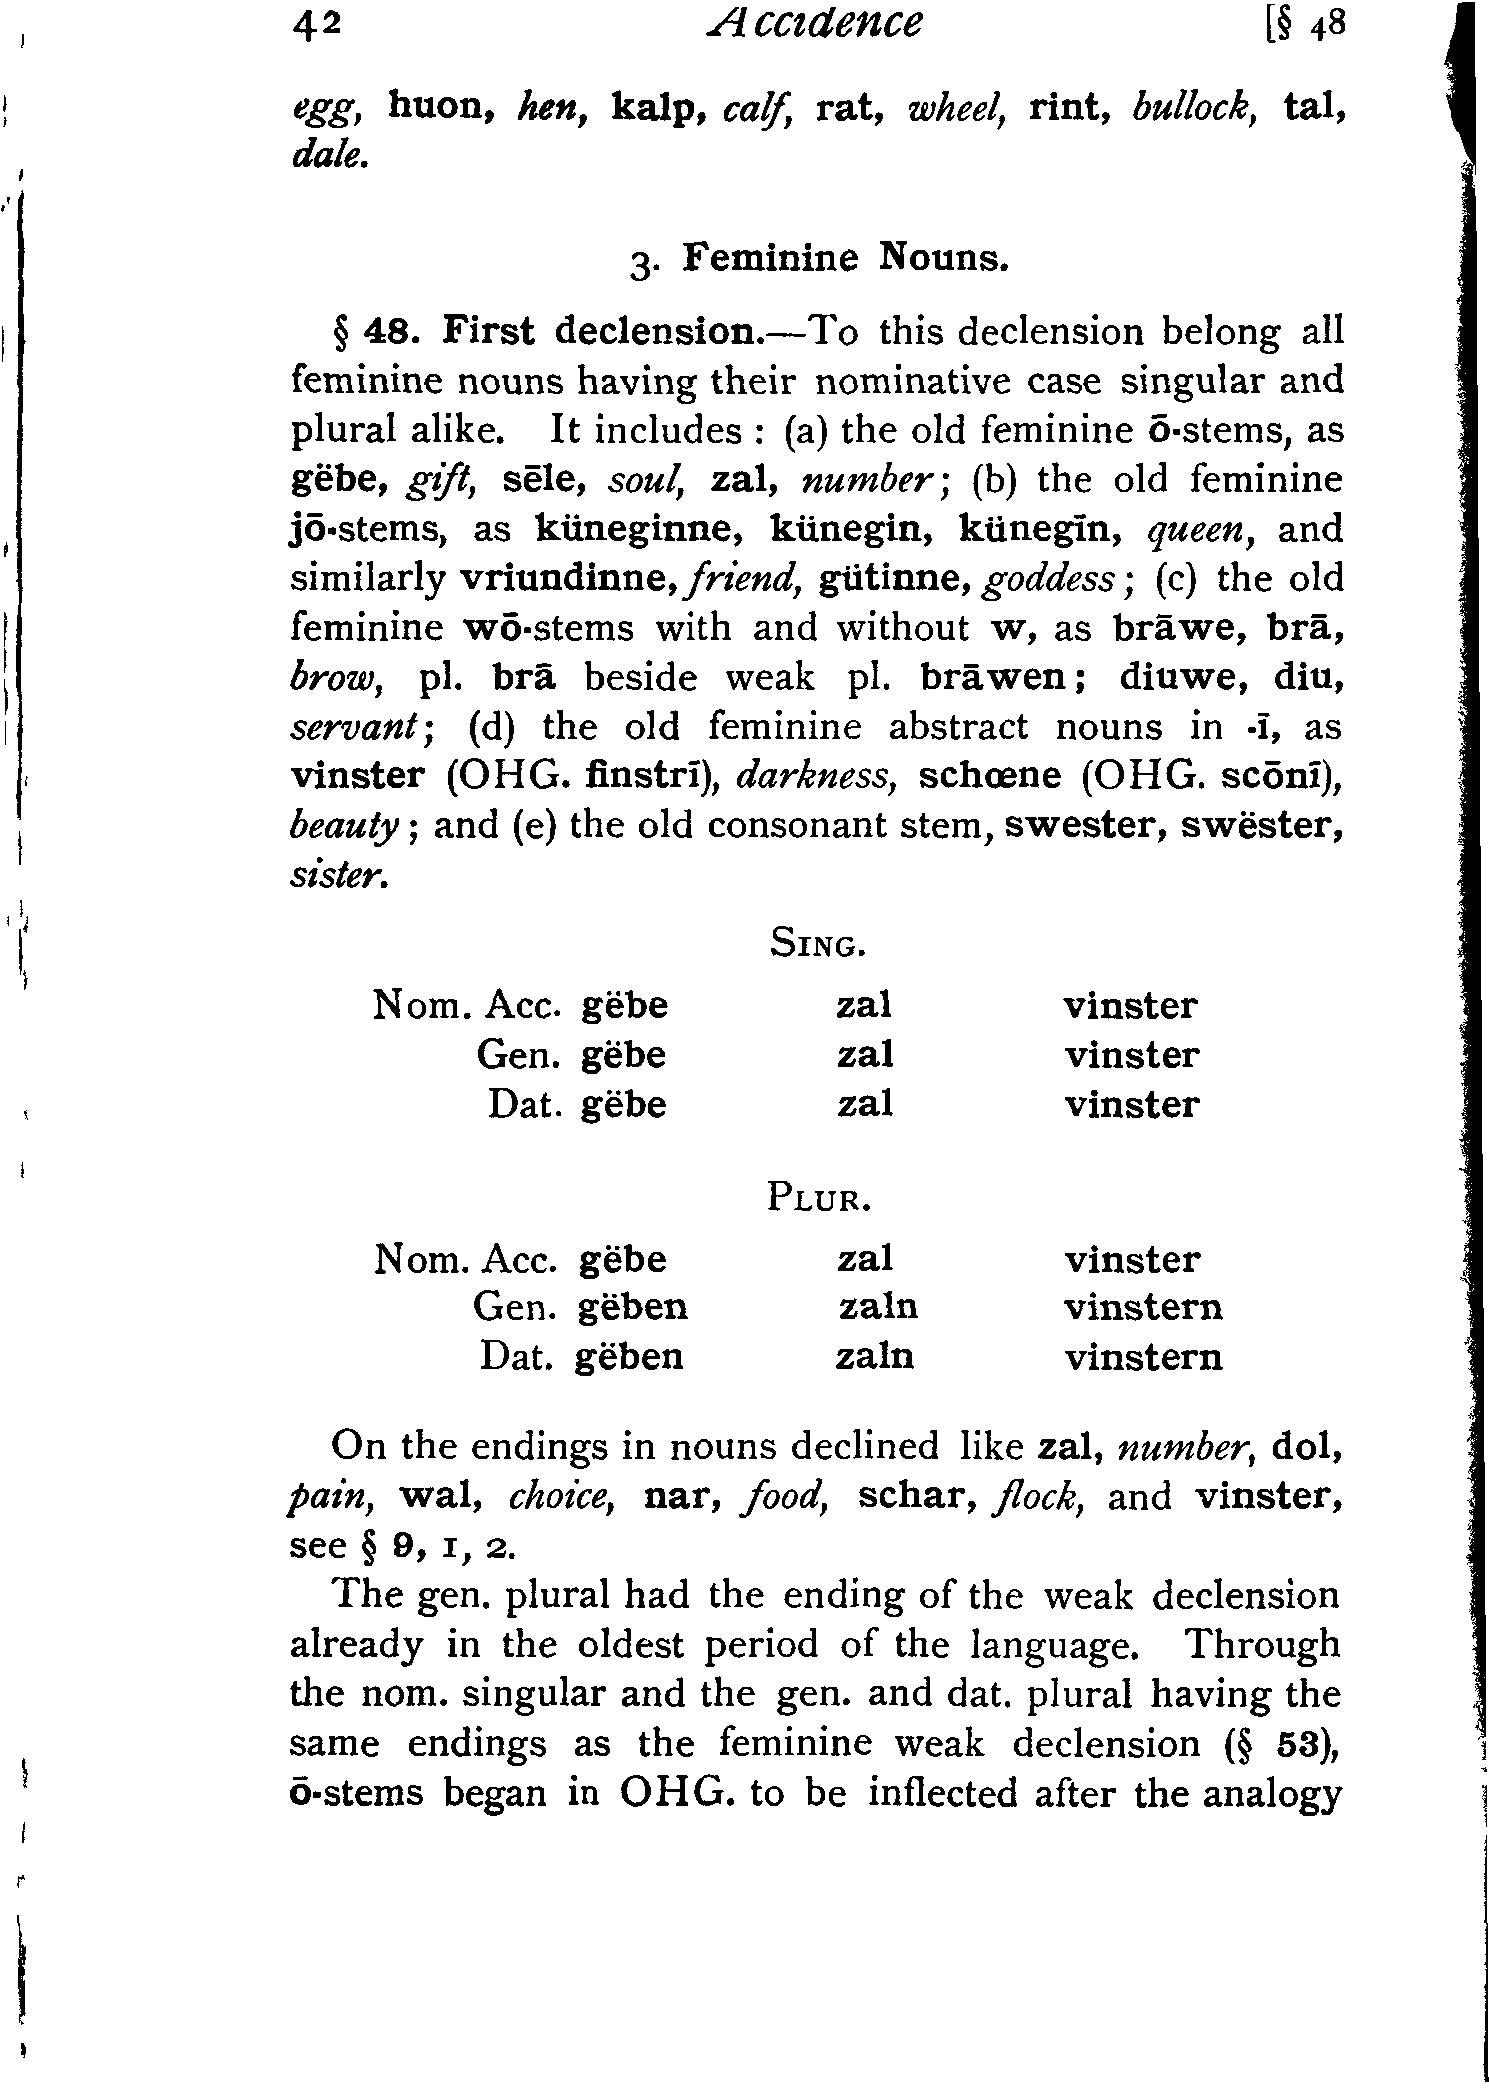 42 Accidence [§ 48
egg, huon, hen, kalp, calf, rat, wheel, rint, bullock, tal,
dale.
3. Feminine Nouns.
§ 48. First declension.—To this declension belong all
feminine nouns having their nominative case singular and
plural alike. It includes : (a) the old feminine ō-stems, as
gëbe, gift, sēle, soul, zal, number; (b) the old feminine
jō-stems, as küneginne, künegin, künegīn, queen, and
similarly vriundinne, friend, gütinne, goddess; (c) the old
feminine wō-stems with and without w, as brāwe, brā,
brow, pl. brā beside weak pl. brāwen; diuwe, diu,
servant; (d) the old feminine abstract nouns in -ī, as
vinster (OHG. finstrī), darkness, schœne (OHG. scōnī),
beauty; and (e) the old consonant stem, swester, swëster,
sister.
SING.
Nom. Acc. gëbe zal vinster
Gen. gëbe zal vinster
Dat. gëbe zal vinster
PLUR.
Nom. Acc. gëbe zal vinster
Gen. gëben zaln vinstern
Dat. gëben zaln vinstern
On the endings in nouns declined like zal, number, dol,
pain, wal, choice, nar, food, schar, flock, and vinster,
see § 9, 1, 2.
The gen. plural had the ending of the weak declension
already in the oldest period of the language. Through
the nom. singular and the gen. and dat. plural having the
same endings as the feminine weak declension (§ 53),
ō-stems began in OHG. to be inflected after the analogy